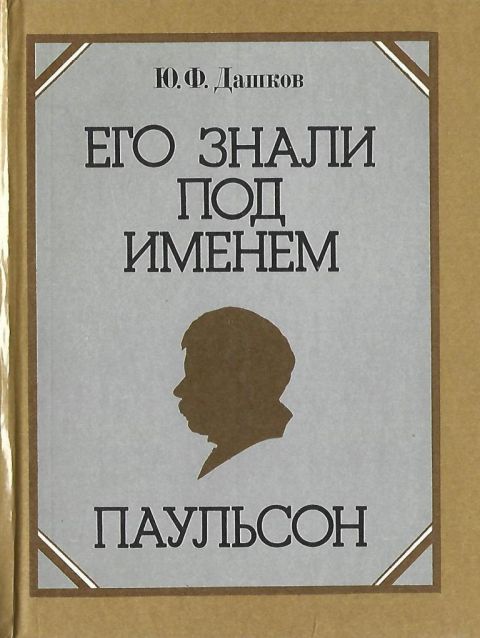 Ю. Ф. Дашков
ЕГО ЗНАЛИ
ПОД
ИМЕНЕМ
ПАУЛЬСОН